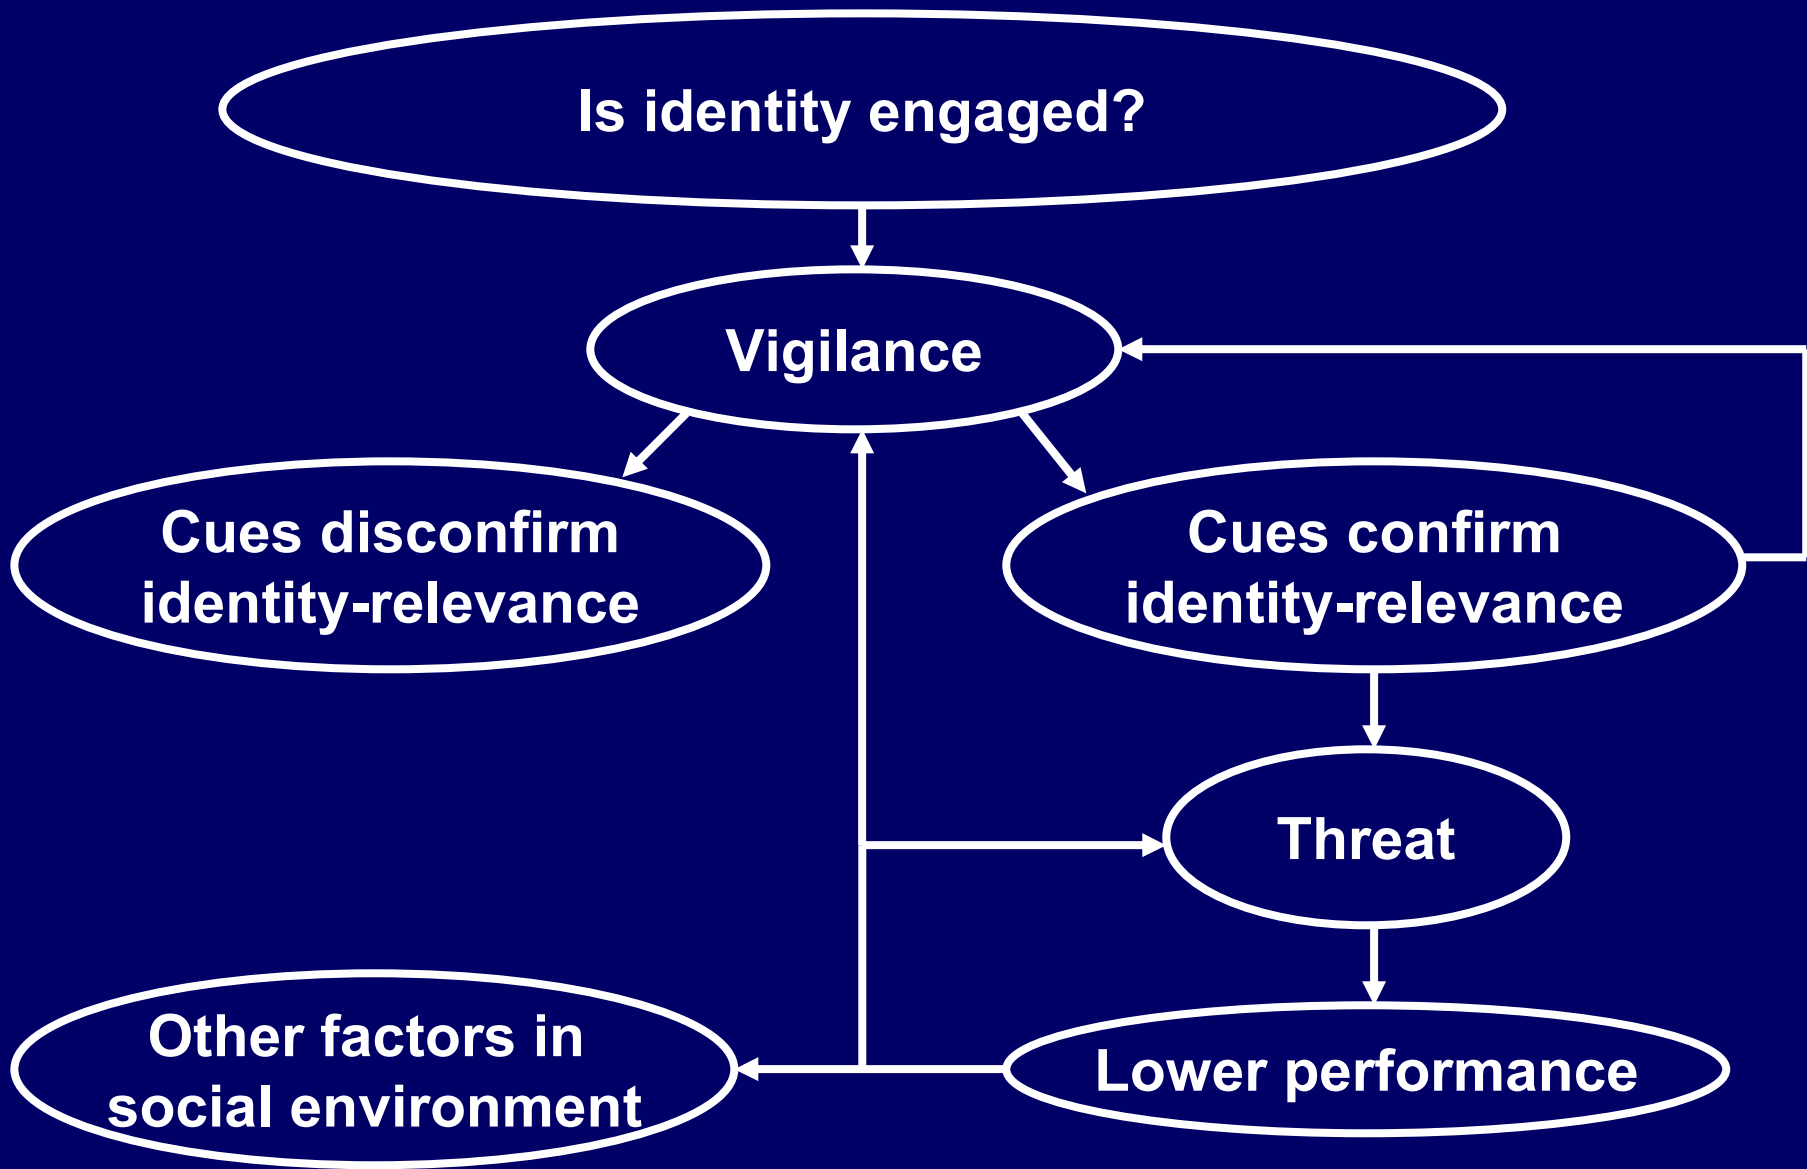 Is identity engaged?
Vigilance
Cues disconfirm
identity-relevance
Cues confirm
identity-relevance
Threat
Other factors in
social environment
Lower performance